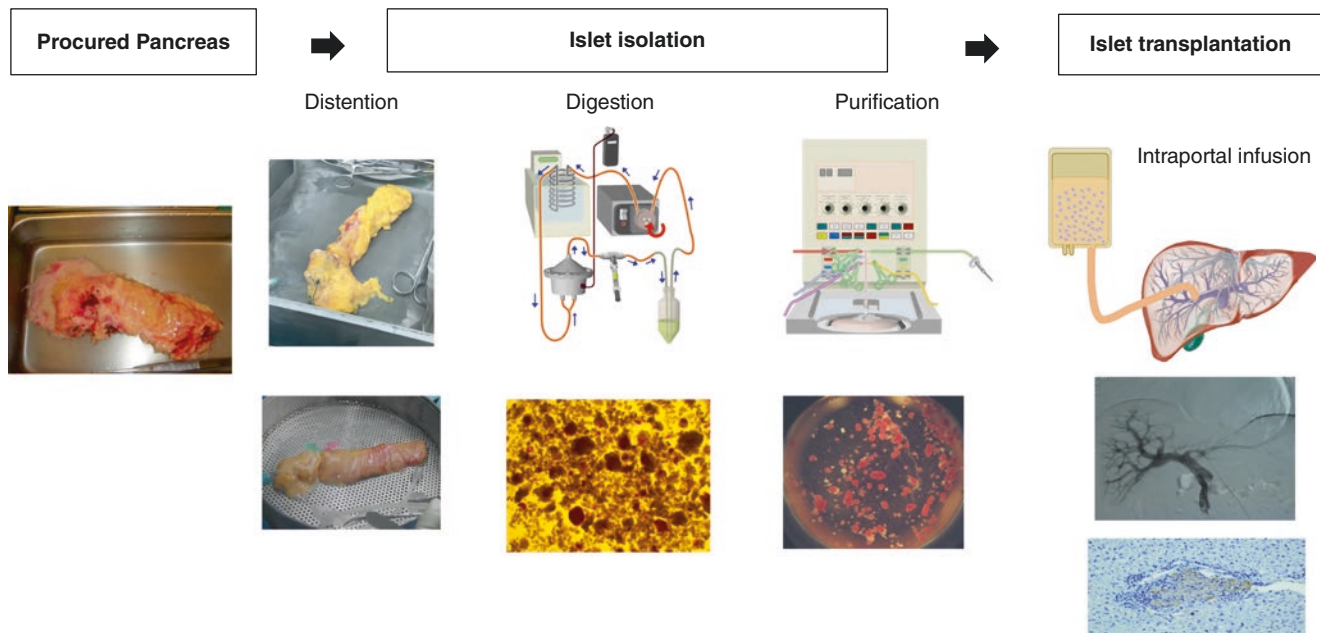 Procured Pancreas
Islet isolation
Islet transplantation
Distention
Digestion
Purification
Intraportal infusion